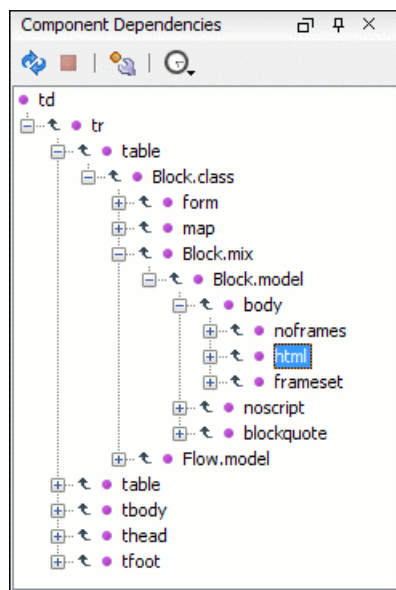 Component Dependencies
td
tr
table
Block.class
form
map
Block.mix
Block.model
body
noframes
html
frameset
noscript
blockquote
Flow.model
table
tbody
thead
tfoot